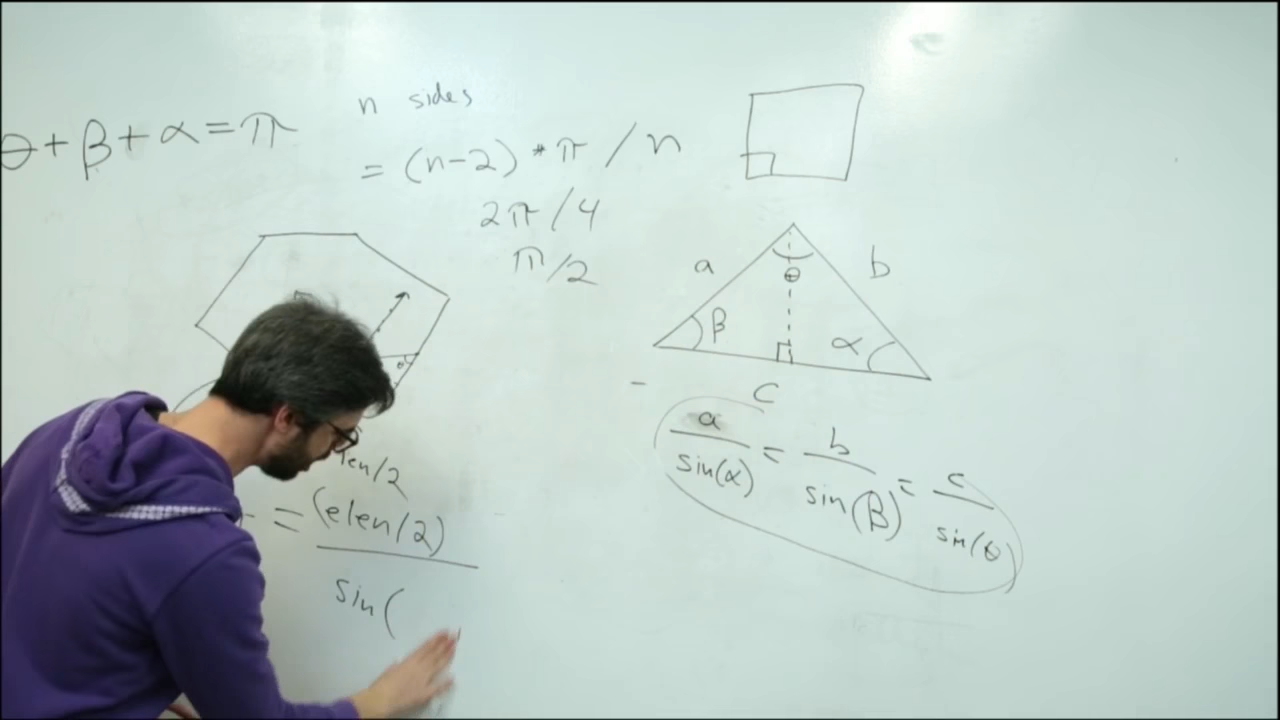 θ + β + α = π
n sides
= (n-2) * π / n
2π / 4
π / 2
a
b
θ
β
α
c
θ
len/2
= (elen/2)
sin(
a / sin(α) = b / sin(β) = c / sin(θ)